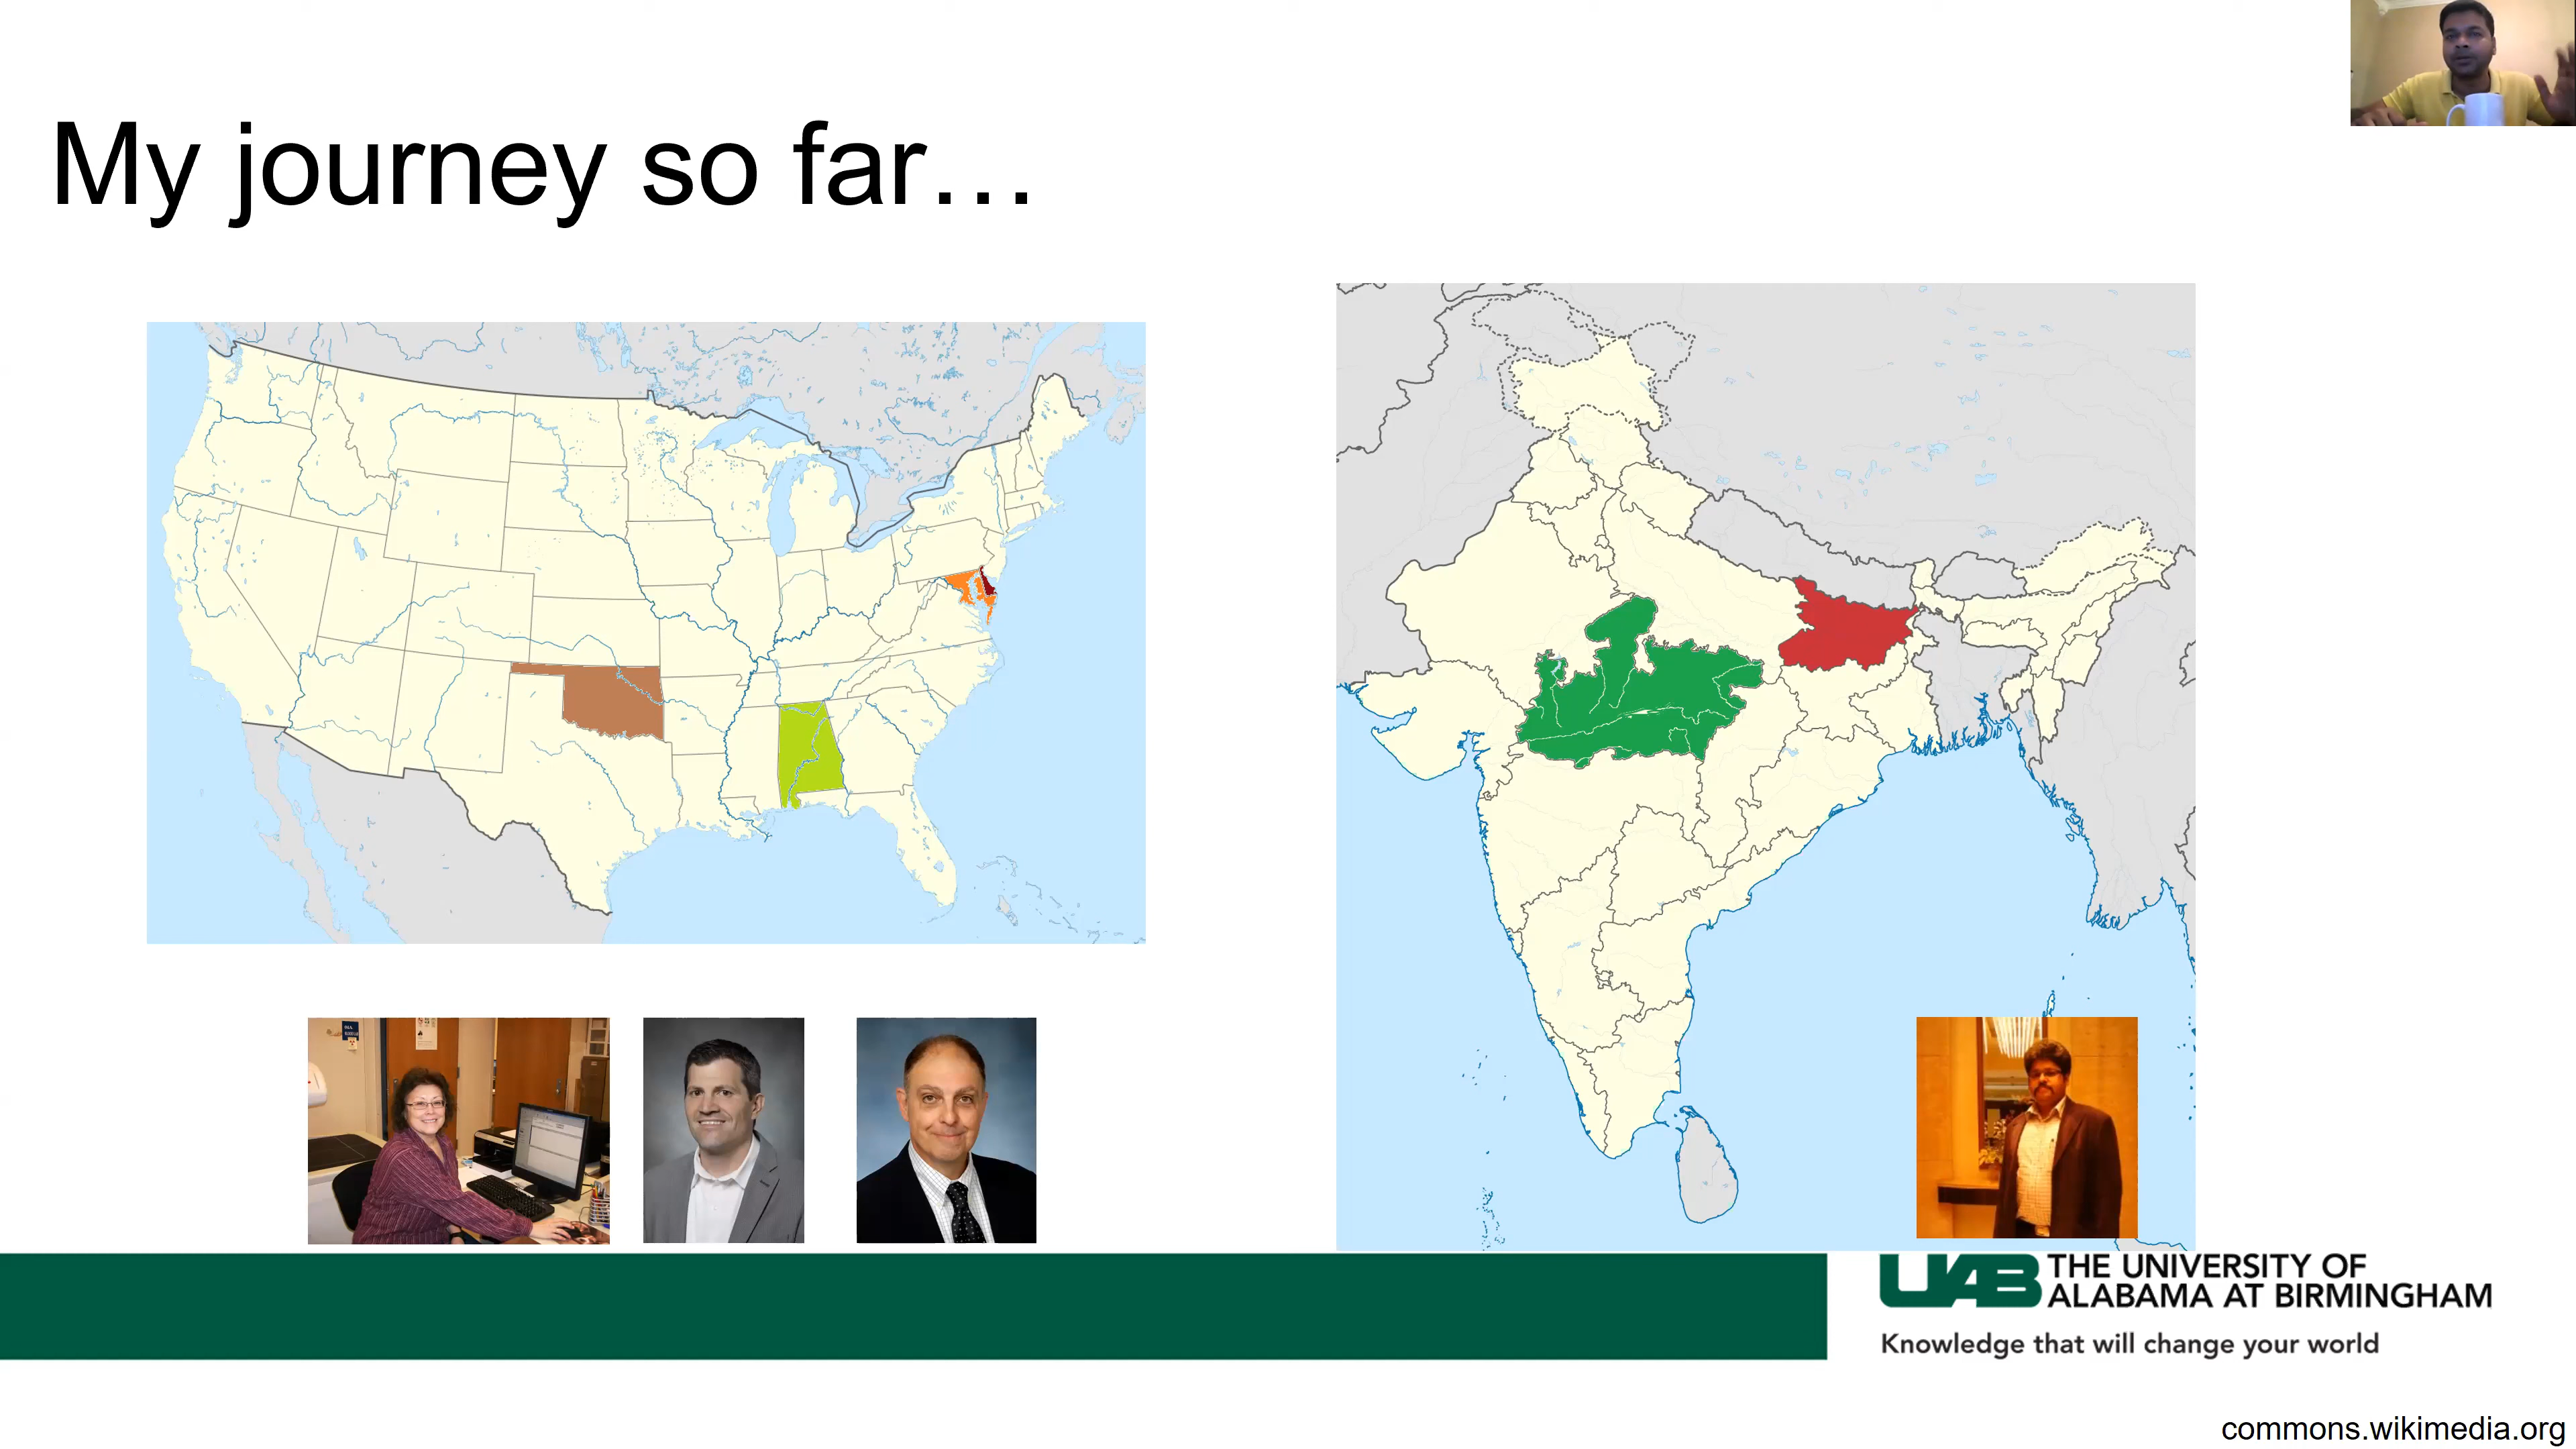 My journey so far…
UAB THE UNIVERSITY OF
ALABAMA AT BIRMINGHAM
Knowledge that will change your world
commons.wikimedia.org